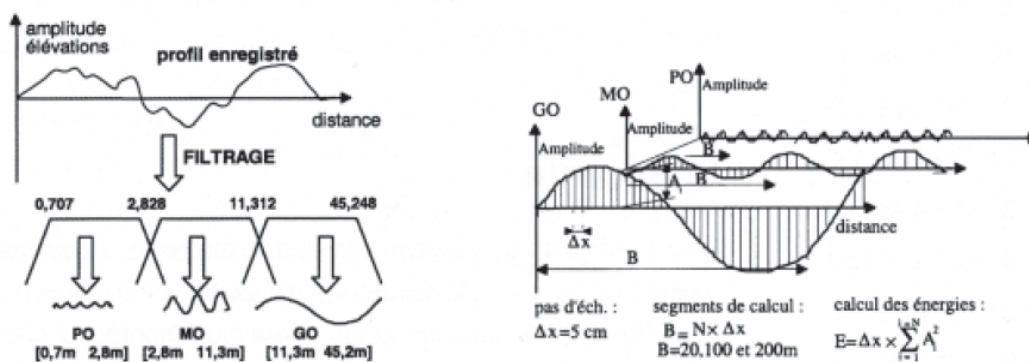 amplitude
élévations
profil enregistré
distance
FILTRAGE
0,707 2,828 11,312 45,248
PO MO GO
[0,7m 2,8m] [2,8m 11,3m] [11,3m 45,2m]
PO
Amplitude
MO
Amplitude
GO
Amplitude
B
A
B
distance
Δx
B
pas d'éch. :
Δx=5 cm
segments de calcul :
B= N× Δx
B=20,100 et 200m
calcul des énergies :
E=Δx × ∑ A²